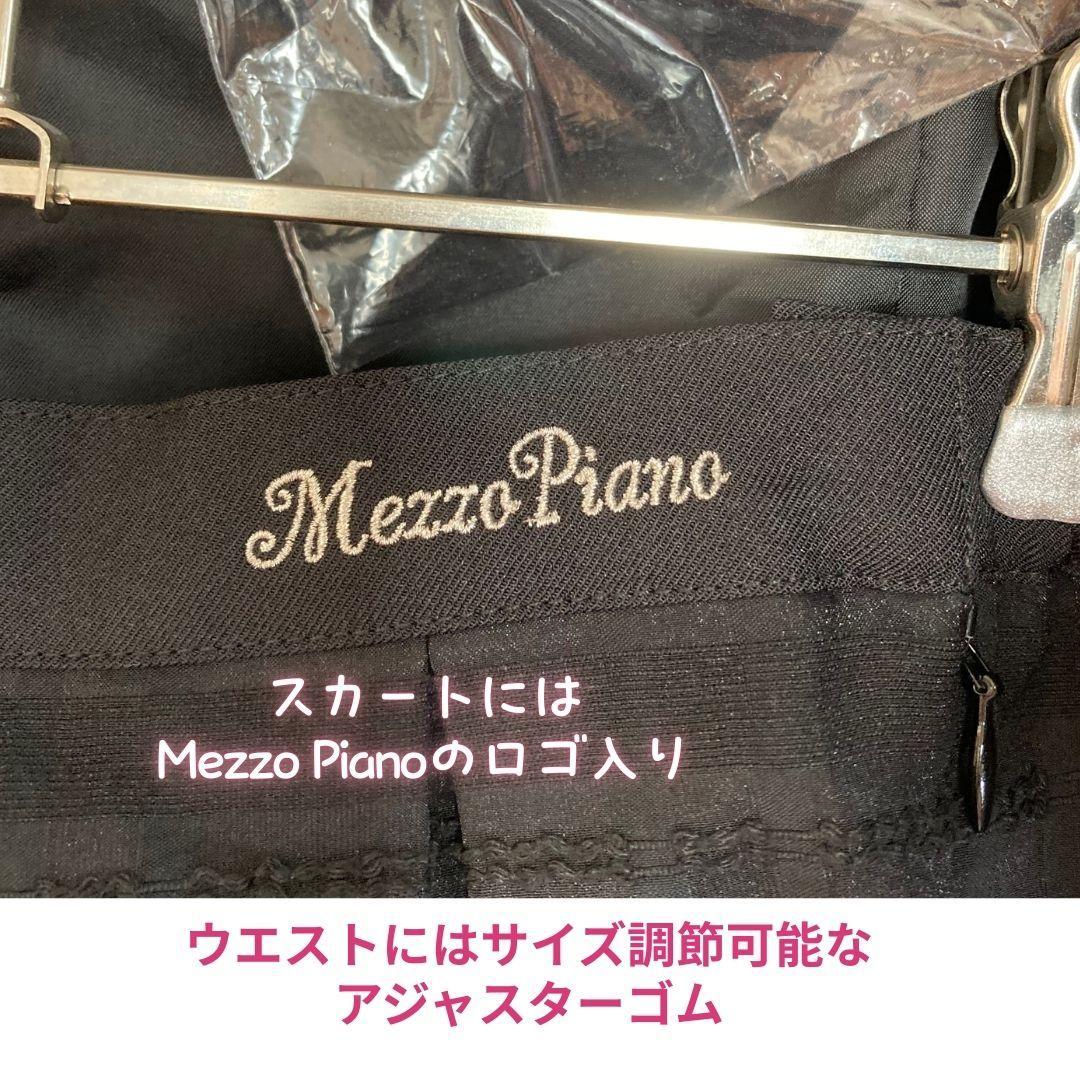 Mezzo Piano
スカートには
Mezzo Pianoのロゴ入り
ウエストにはサイズ調節可能な
アジャスターゴム